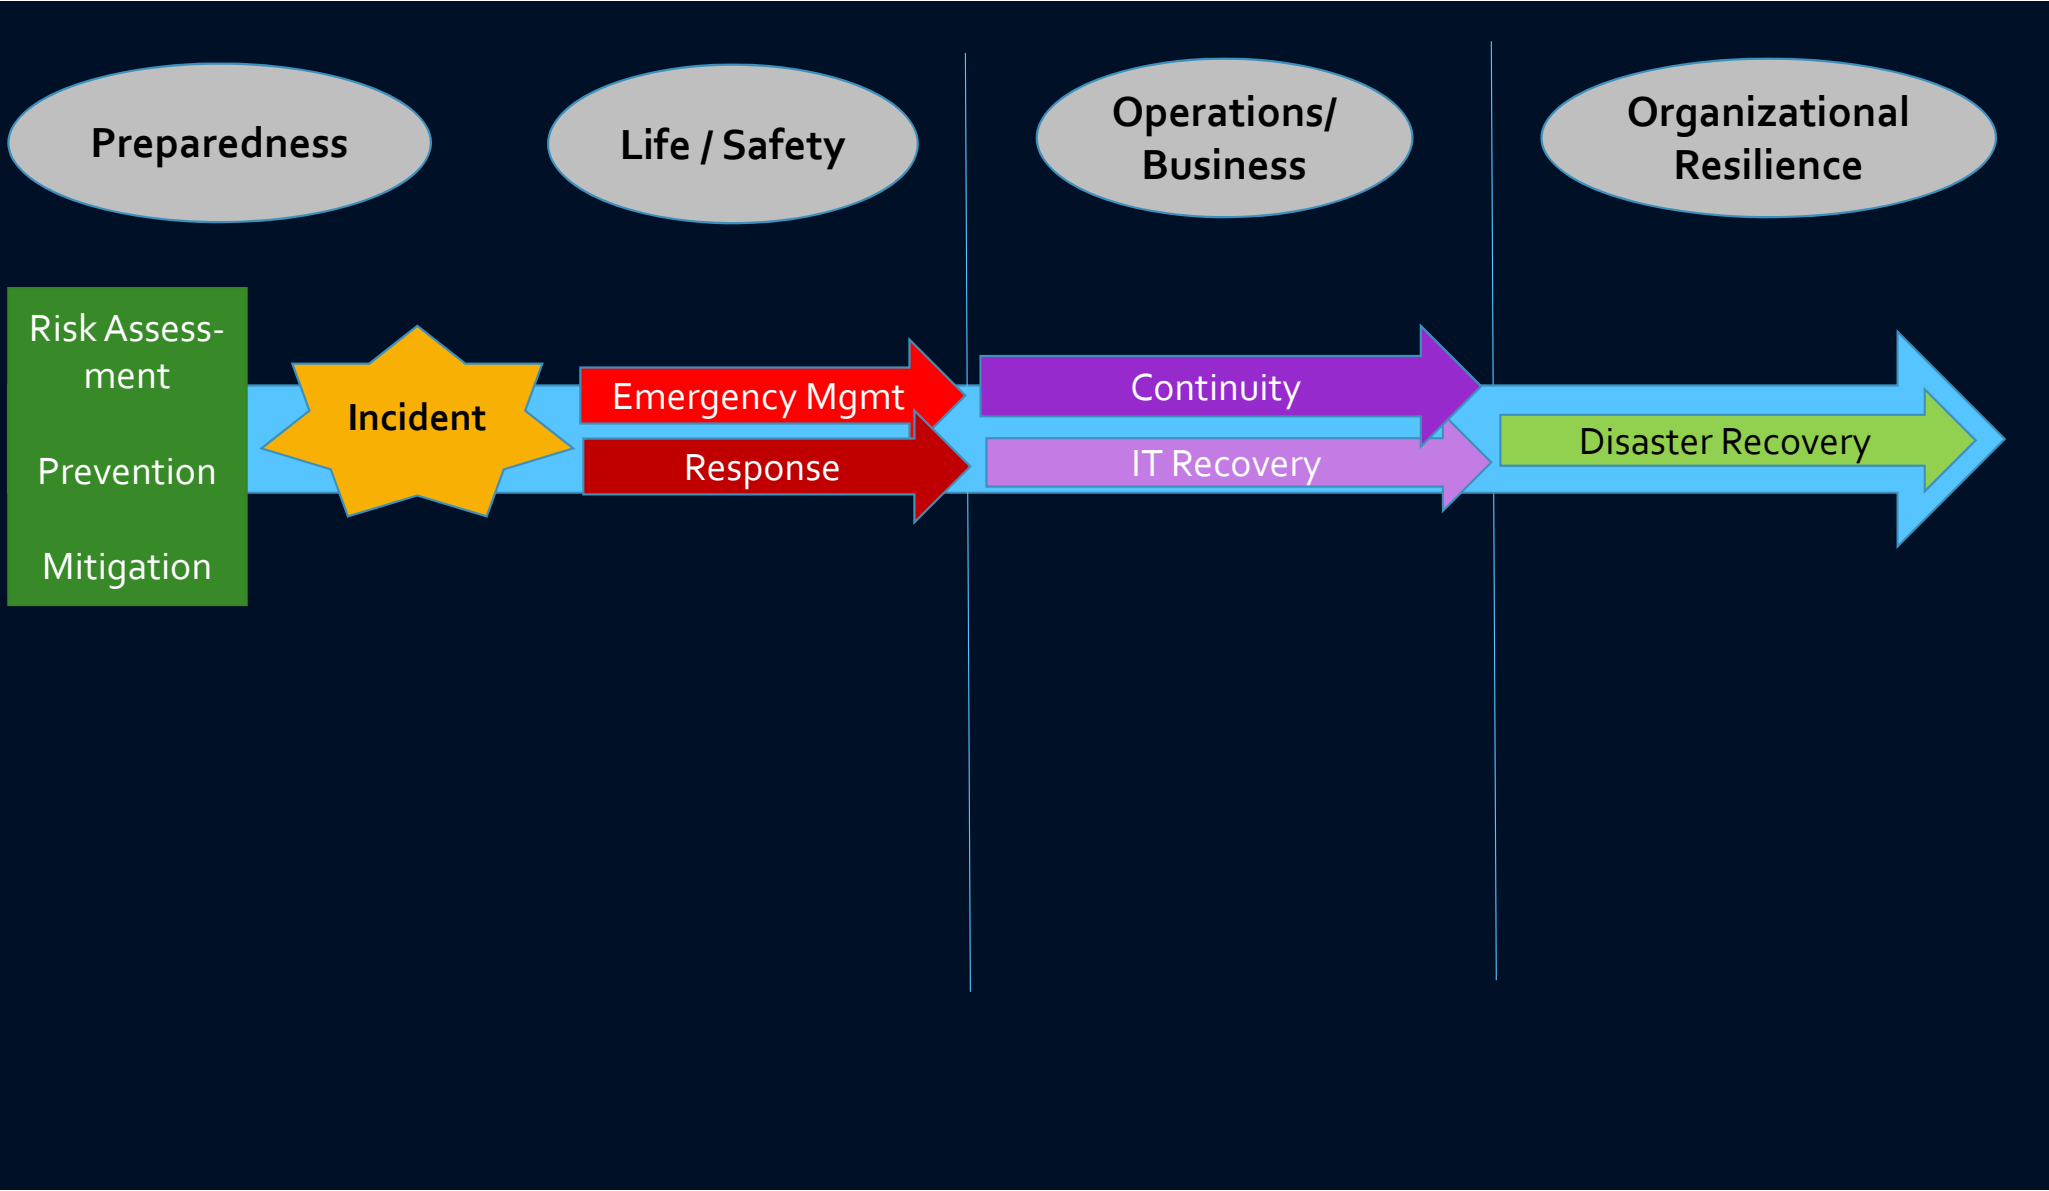 Preparedness
Life / Safety
Operations/
Business
Organizational
Resilience
Risk Assess-
ment
Prevention
Mitigation
Incident
Emergency Mgmt
Response
Continuity
IT Recovery
Disaster Recovery